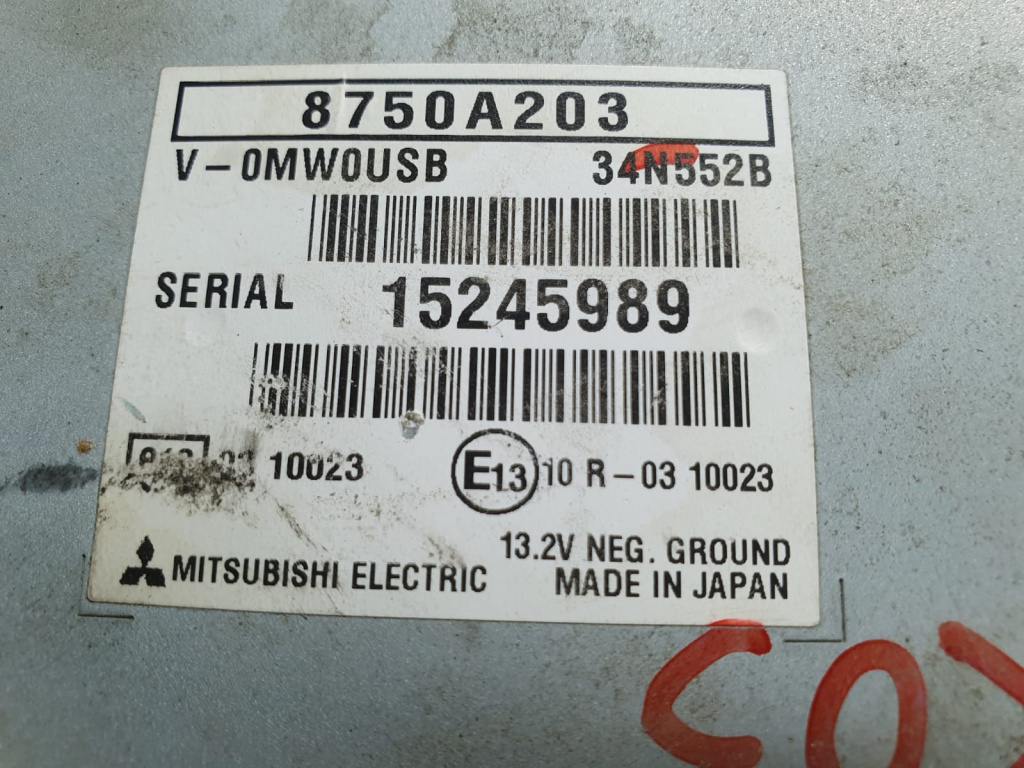 8750A203
V-0MW0USB 34N552B
SERIAL 15245989
10023 E13 10 R-03 10023
13.2V NEG. GROUND
MITSUBISHI ELECTRIC MADE IN JAPAN